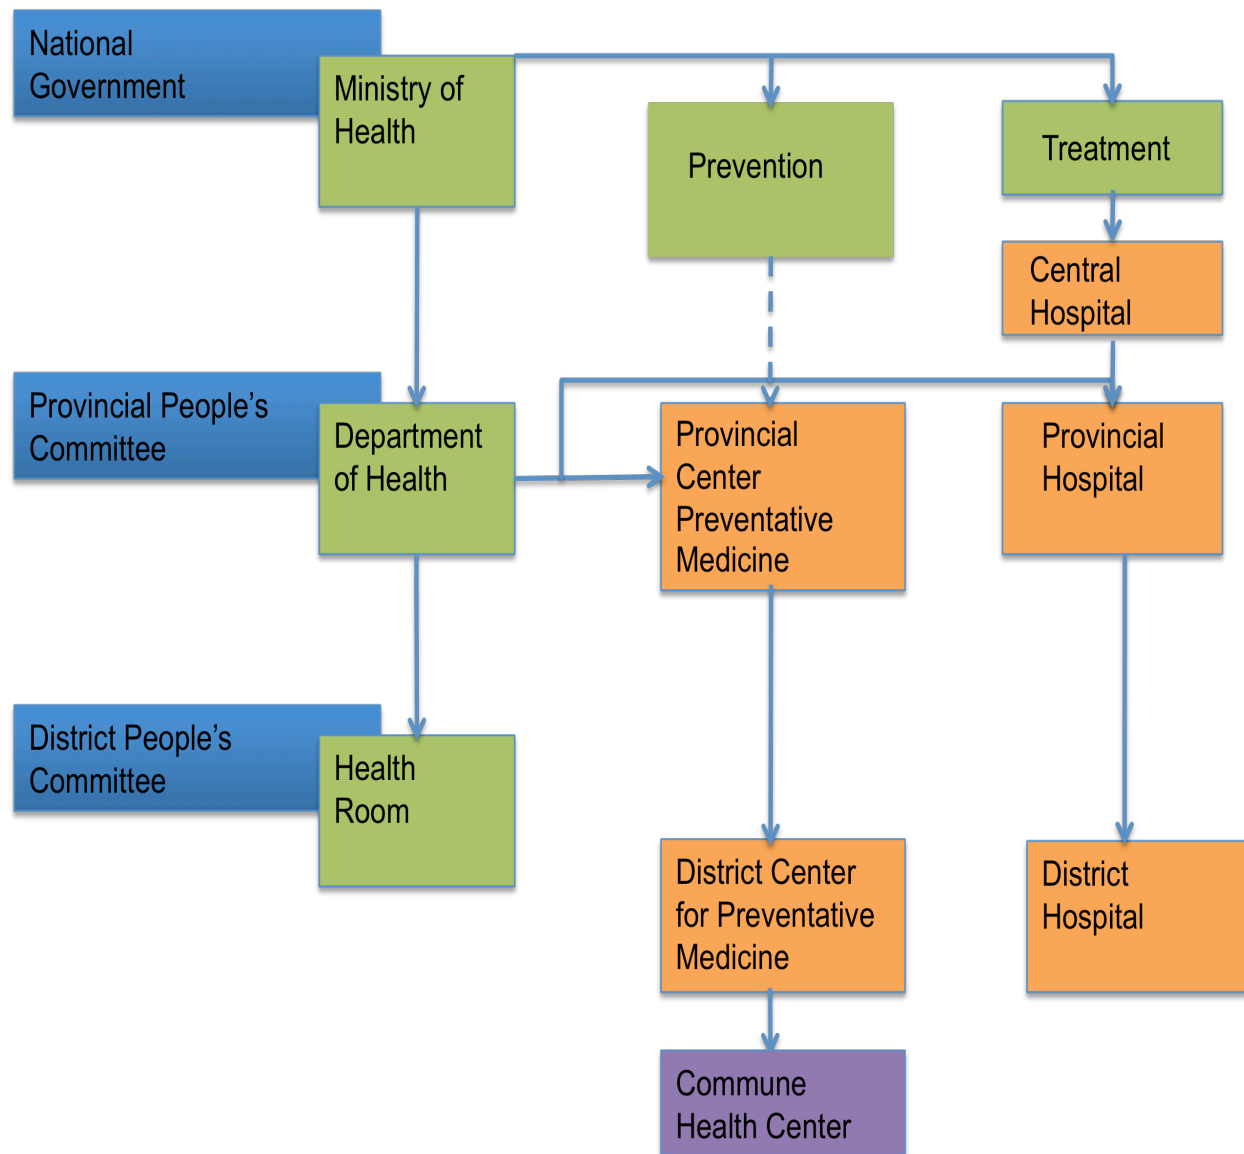 National
Government
Ministry of
Health
Prevention
Treatment
Central
Hospital
Provincial People’s
Committee
Department
of Health
Provincial
Center
Preventative
Medicine
Provincial
Hospital
District People’s
Committee
Health
Room
District Center
for Preventative
Medicine
District
Hospital
Commune
Health Center